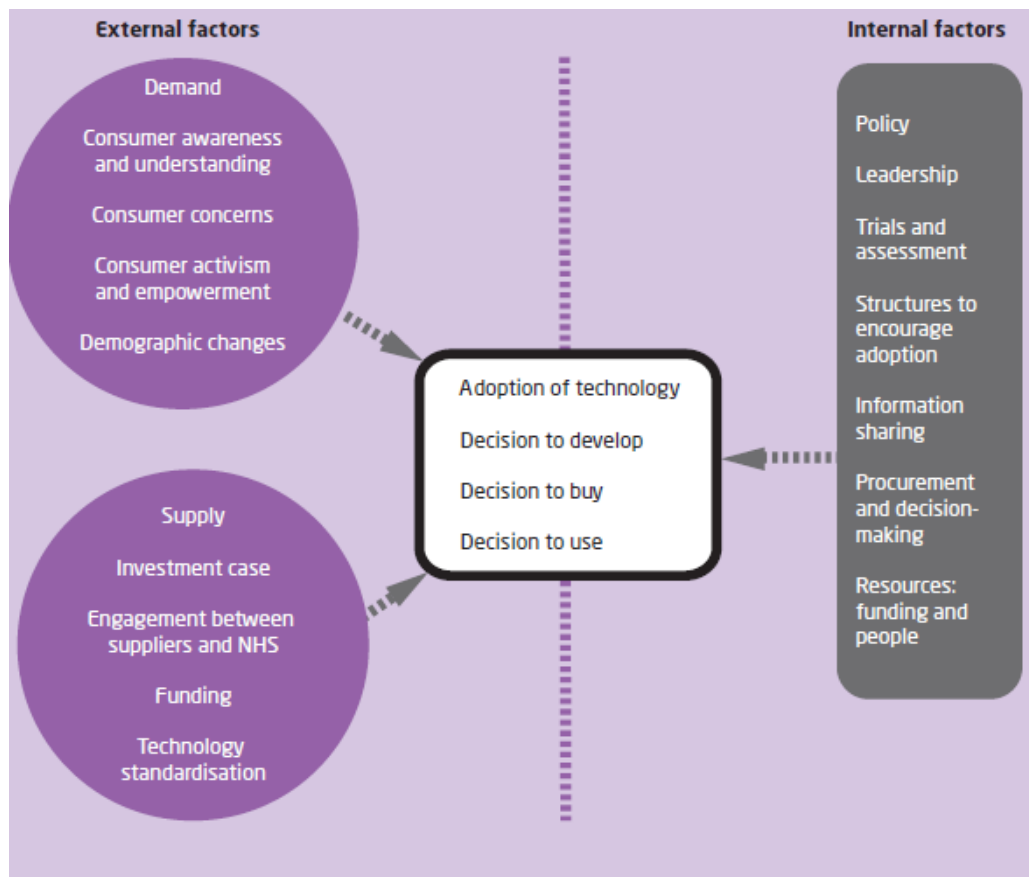 External factors
Demand
Consumer awareness
and understanding
Consumer concerns
Consumer activism
and empowerment
Demographic changes
Supply
Investment case
Engagement between
suppliers and NHS
Funding
Technology
standardisation
Adoption of technology
Decision to develop
Decision to buy
Decision to use
Internal factors
Policy
Leadership
Trials and
assessment
Structures to
encourage
adoption
Information
sharing
Procurement
and decision-
making
Resources:
funding and
people